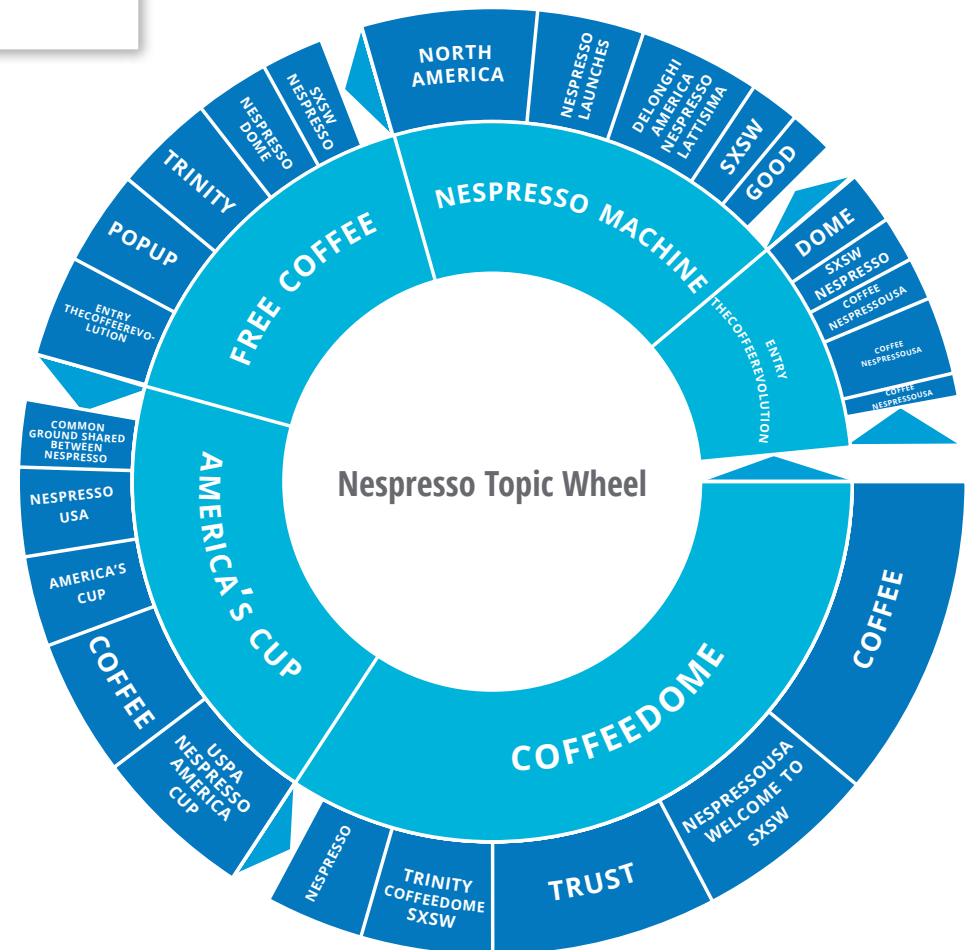 NORTH
AMERICA
NESPRESSO
LAUNCHES
DELONGHI
AMERICA
NESPRESSO
LATTISIMA
SXSW
GOOD
NESPRESSO MACHINE
DOME
SXSW
NESPRESSO
COFFEE
NESPRESSOUSA
COFFEE
NESPRESSOUSA
COFFEE
NESPRESSOUSA
ENTRY
THECOFFEEREVOLUTION
COFFEE
NESPRESSOUSA
WELCOME TO
SXSW
TRUST
TRINITY
COFFEEDOME
SXSW
NESPRESSO
COFFEEDOME
USPA
NESPRESSO
AMERICA
CUP
COFFEE
AMERICA'S
CUP
NESPRESSO
USA
COMMON
GROUND SHARED
BETWEEN
NESPRESSO
AMERICA'S CUP
ENTRY
THECOFFEEREVO-
LUTION
POPUP
TRINITY
NESPRESSO
DOME
SXSW
NESPRESSO
FREE COFFEE
Nespresso Topic Wheel